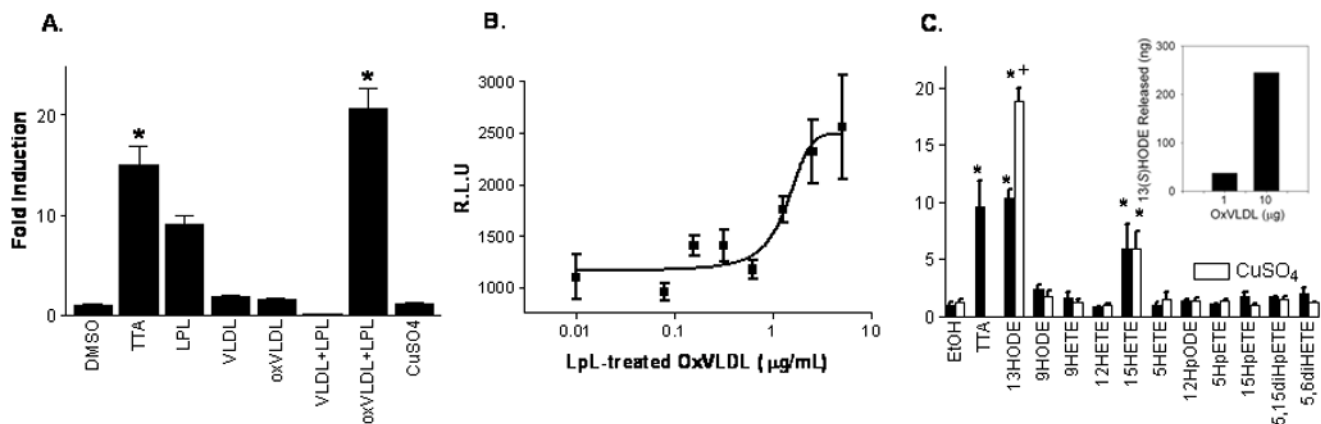 A.
Fold Induction
20
10
0
DMSO
TTA
LPL
VLDL
oxVLDL
VLDL+LPL
oxVLDL+LPL
CuSO4
*
*
B.
R.L.U
3000
2500
2000
1500
1000
0.01
0.1
1
10
LpL-treated OxVLDL ( μg/mL)
C.
20
15
10
5
0
EtOH
TTA
13HODE
9HODE
9HETE
12HETE
15HETE
5HETE
12HpODE
5HpETE
15HpETE
5,15diHpETE
5,6diHETE
*
*
* +
*
*
CuSO4
13(S)HODE Released (ng)
300
200
100
0
1
10
OxVLDL (μg)